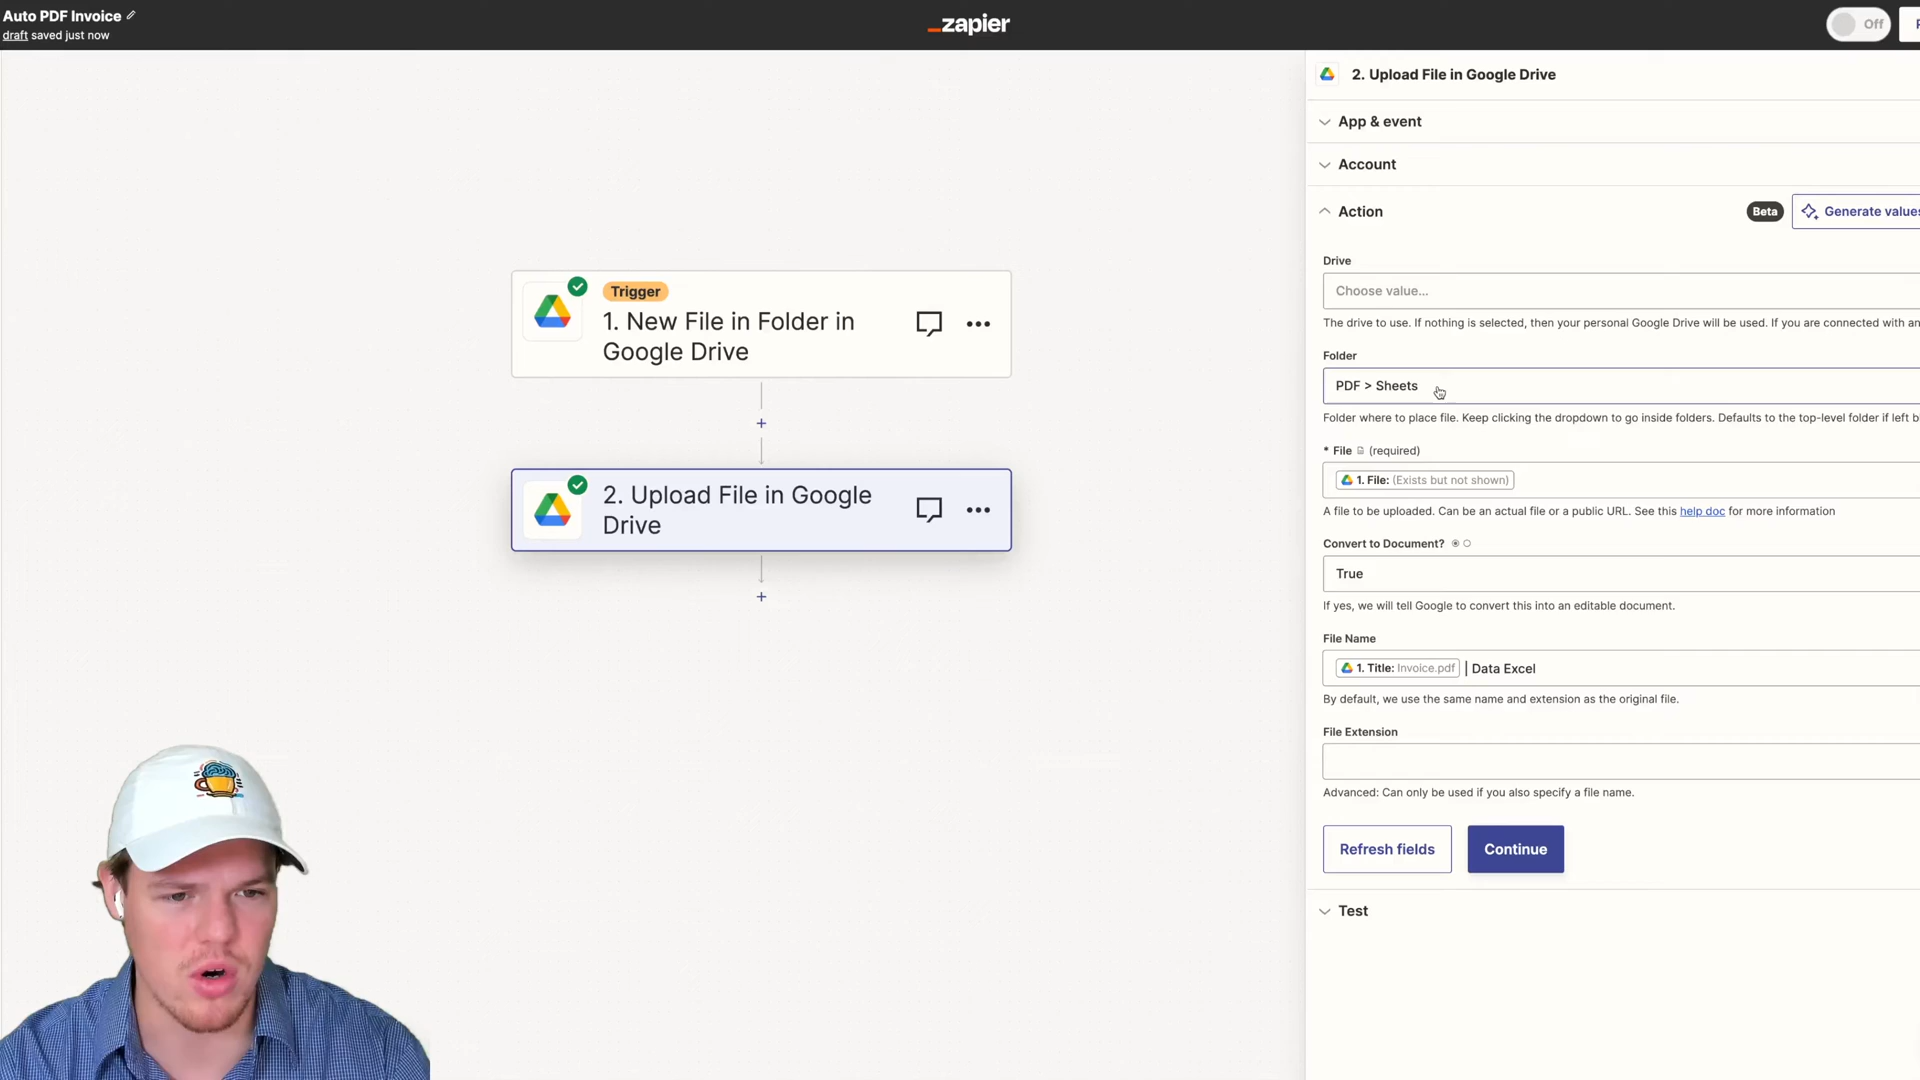 Auto PDF Invoice
draft saved just now
_zapier
Off
2. Upload File in Google Drive
App & event
Account
Action
Beta
Generate values
Drive
Choose value...
The drive to use. If nothing is selected, then your personal Google Drive will be used. If you are connected with an
Folder
PDF > Sheets
Folder where to place file. Keep clicking the dropdown to go inside folders. Defaults to the top-level folder if left b
* File (required)
1. File: (Exists but not shown)
A file to be uploaded. Can be an actual file or a public URL. See this help doc for more information
Convert to Document?
True
If yes, we will tell Google to convert this into an editable document.
File Name
1. Title: Invoice.pdf | Data Excel
By default, we use the same name and extension as the original file.
File Extension
Advanced: Can only be used if you also specify a file name.
Refresh fields
Continue
Test
Trigger
1. New File in Folder in
Google Drive
2. Upload File in Google
Drive